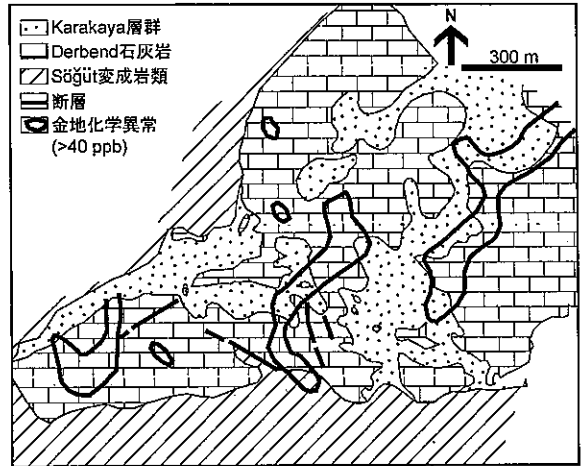 Karakaya層群
Derbend石灰岩
Söğüt変成岩類
断層
金地化学異常
(>40 ppb)
N
300 m